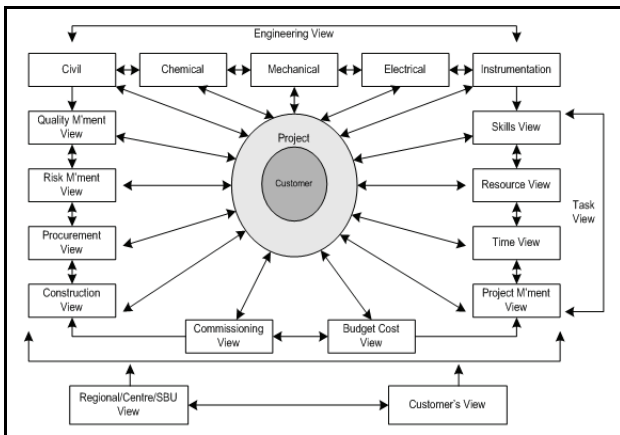 Engineering View
Civil
Chemical
Mechanical
Electrical
Instrumentation
Quality M'ment
View
Project
Skills View
Risk M'ment
View
Customer
Resource View
Task
View
Procurement
View
Time View
Construction
View
Project M'ment
View
Commissioning
View
Budget Cost
View
Regional/Centre/SBU
View
Customer's View